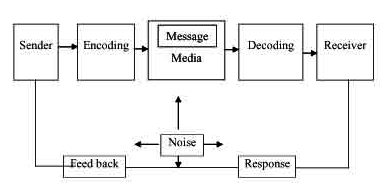 Sender
Encoding
Message
Media
Decoding
Receiver
Noise
Feed back
Response